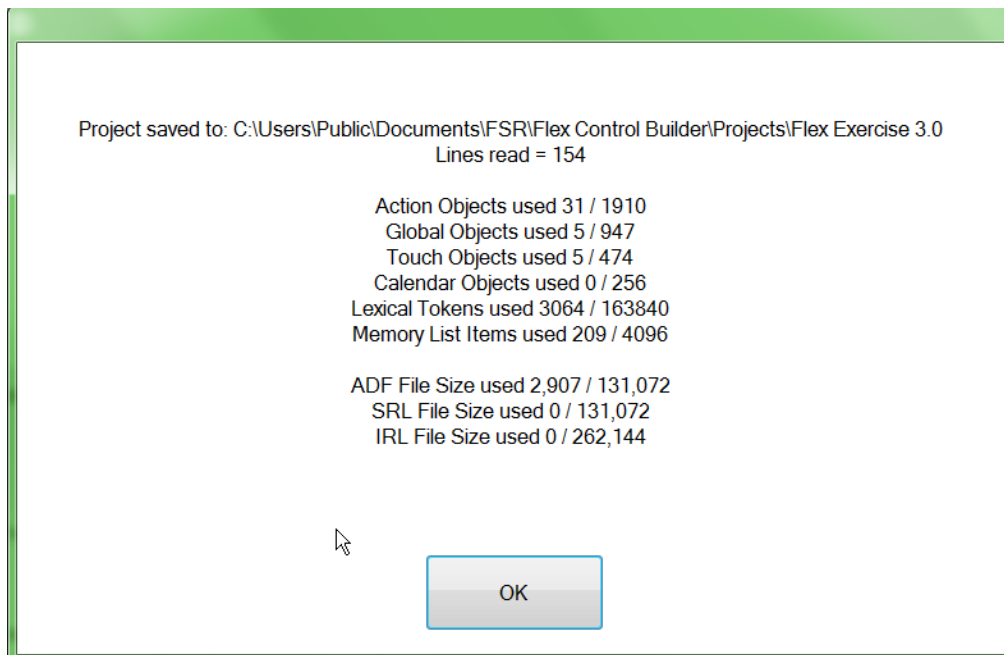 Project saved to: C:\Users\Public\Documents\FSR\Flex Control Builder\Projects\Flex Exercise 3.0
Lines read = 154
Action Objects used 31 / 1910
Global Objects used 5 / 947
Touch Objects used 5 / 474
Calendar Objects used 0 / 256
Lexical Tokens used 3064 / 163840
Memory List Items used 209 / 4096
ADF File Size used 2,907 / 131,072
SRL File Size used 0 / 131,072
IRL File Size used 0 / 262,144
OK